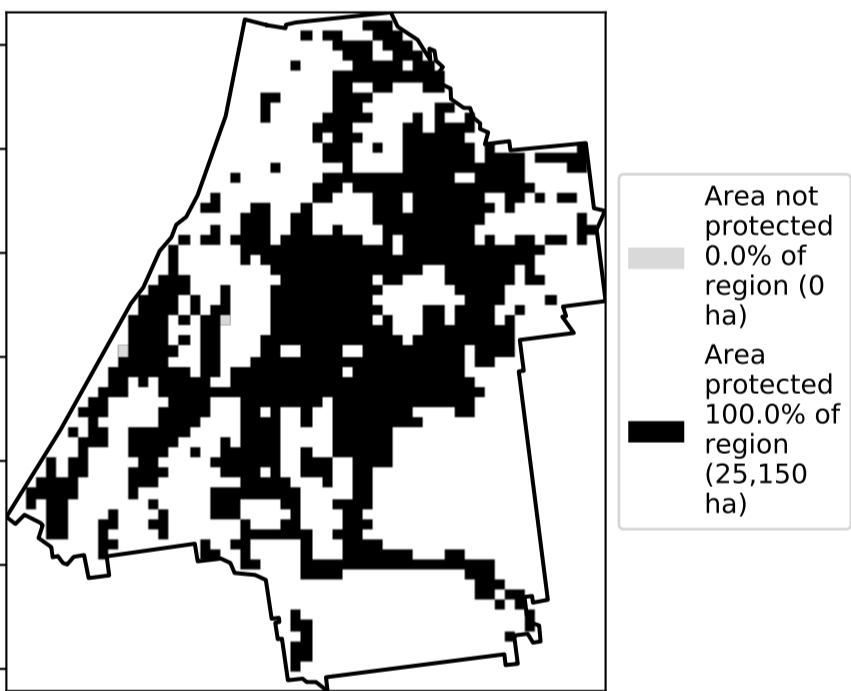 Area not
protected
0.0% of
region (0
ha)
Area
protected
100.0% of
region
(25,150
ha)